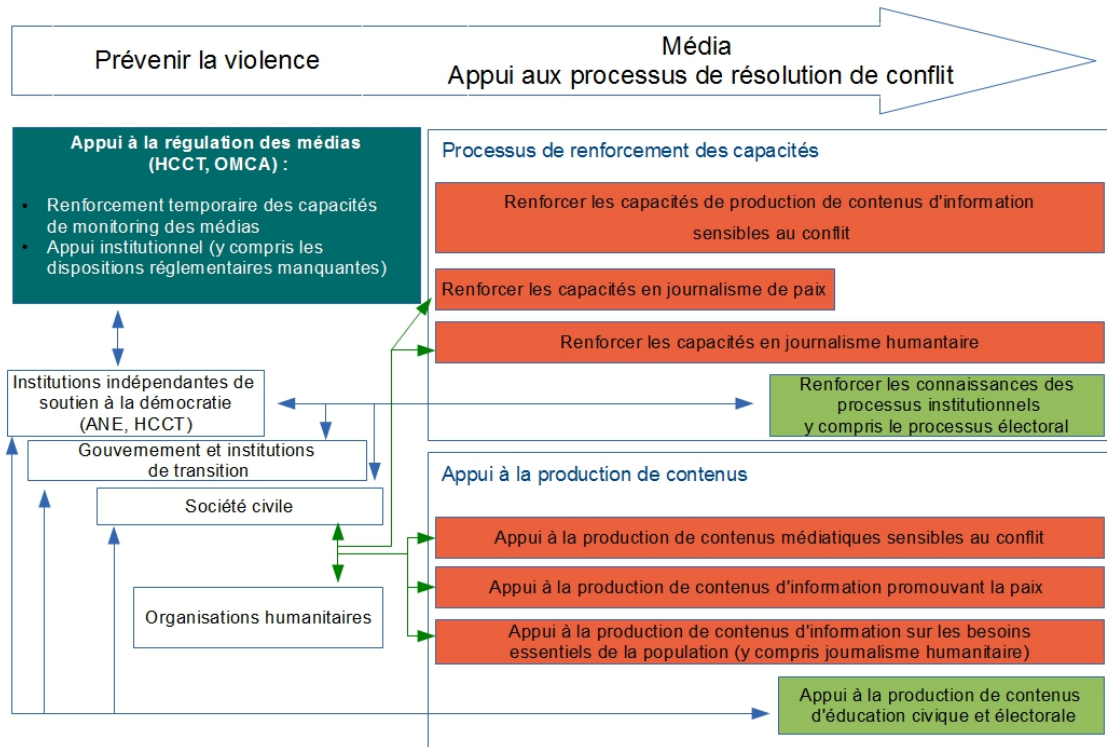 Prévenir la violence
Média
Appui aux processus de résolution de conflit
Appui à la régulation des médias
(HCCT, OMCA) :
• Renforcement temporaire des capacités
de monitoring des médias
• Appui institutionnel (y compris les
dispositions réglementaires manquantes)
Institutions indépendantes de
soutien à la démocratie
(ANE, HCCT)
Gouvernement et institutions
de transition
Société civile
Organisations humanitaires
Processus de renforcement des capacités
Renforcer les capacités de production de contenus d'information
sensibles au conflit
Renforcer les capacités en journalisme de paix
Renforcer les capacités en journalisme humantaire
Renforcer les connaissances des
processus institutionnels
y compris le processus électoral
Appui à la production de contenus
Appui à la production de contenus médiatiques sensibles au conflit
Appui à la production de contenus d'information promouvant la paix
Appui à la production de contenus d'information sur les besoins
essentiels de la population (y compris journalisme humanitaire)
Appui à la production de contenus
d'éducation civique et électorale